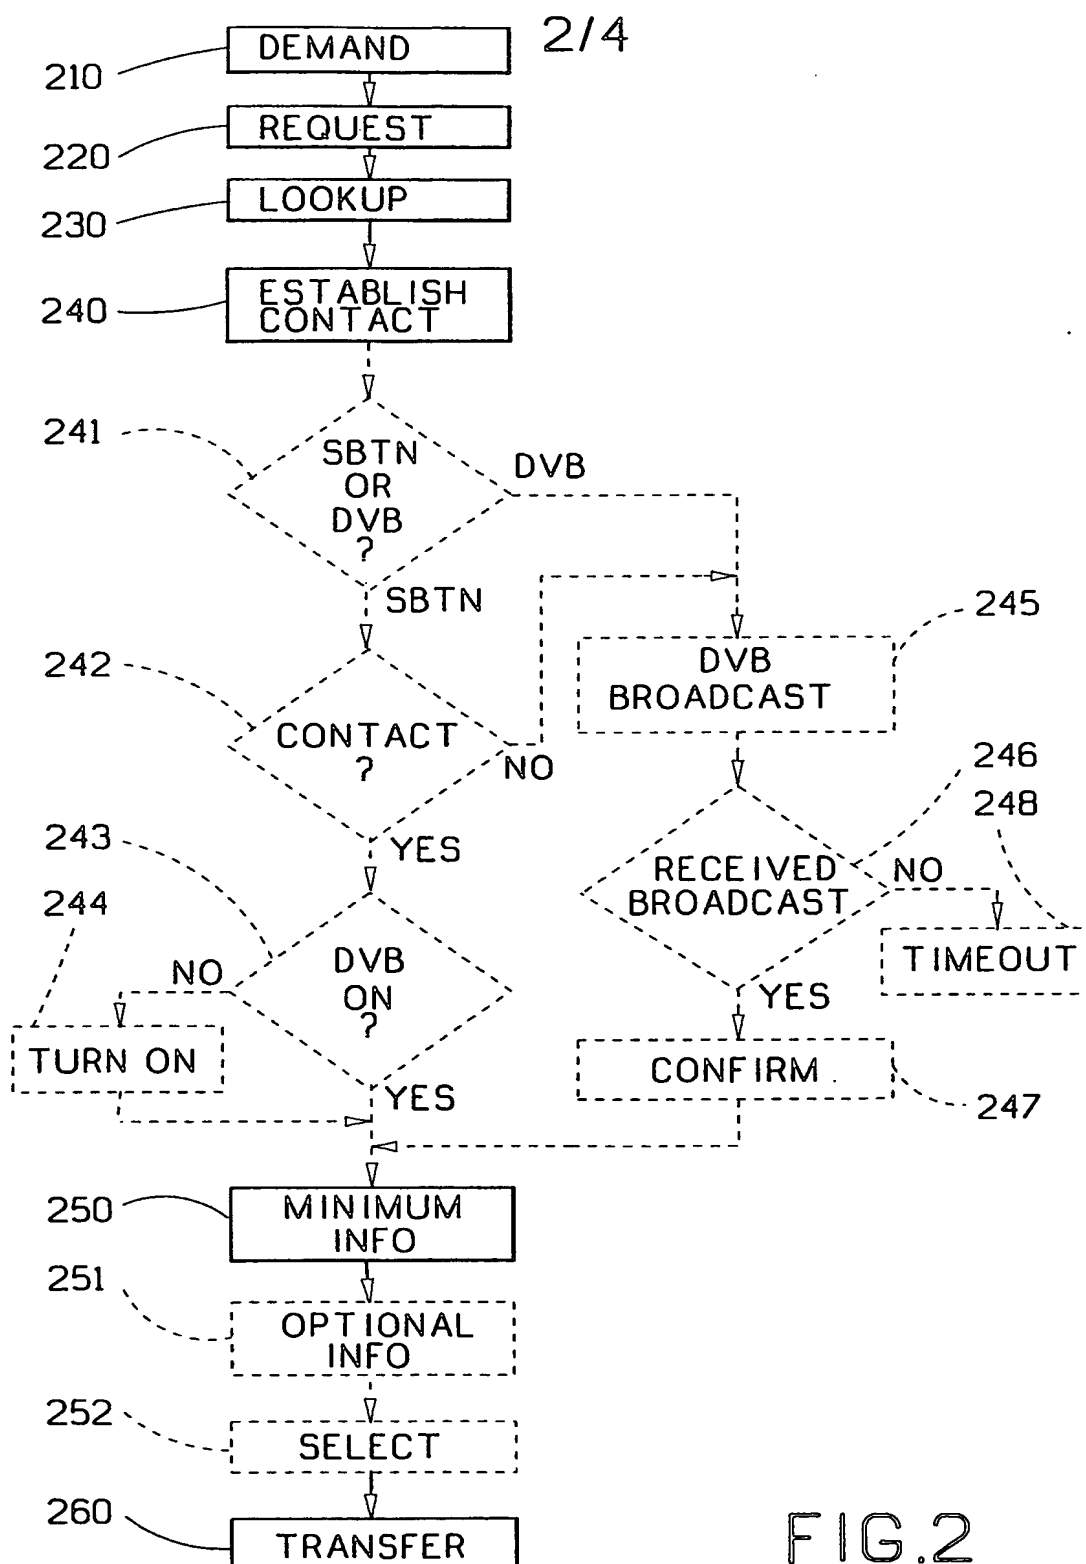 2/4
DEMAND
210
REQUEST
220
LOOKUP
230
ESTABLISH
CONTACT
240
241
SBTN
OR
DVB
?
DVB
SBTN
245
DVB
BROADCAST
242
CONTACT
?
NO
YES
246
248
243
244
RECEIVED
BROADCAST
NO
TIMEOUT
NO
DVB
ON
?
YES
TURN ON
CONFIRM
YES
247
250
MINIMUM
INFO
251
OPTIONAL
INFO
252
SELECT
260
TRANSFER
FIG.2